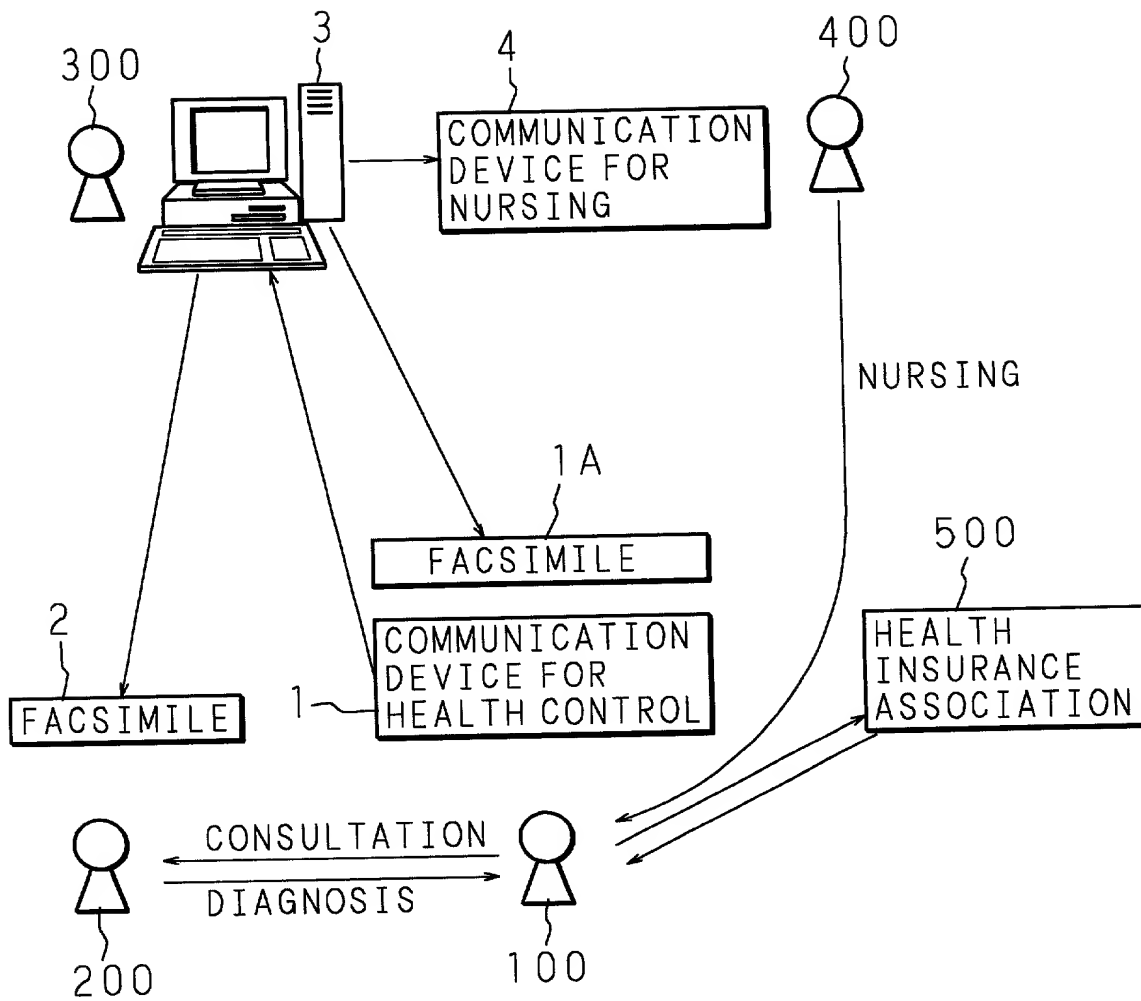 300
3
4
400
COMMUNICATION
DEVICE FOR
NURSING
NURSING
1A
FACSIMILE
500
2
FACSIMILE
1
COMMUNICATION
DEVICE FOR
HEALTH CONTROL
HEALTH
INSURANCE
ASSOCIATION
CONSULTATION
DIAGNOSIS
200
100